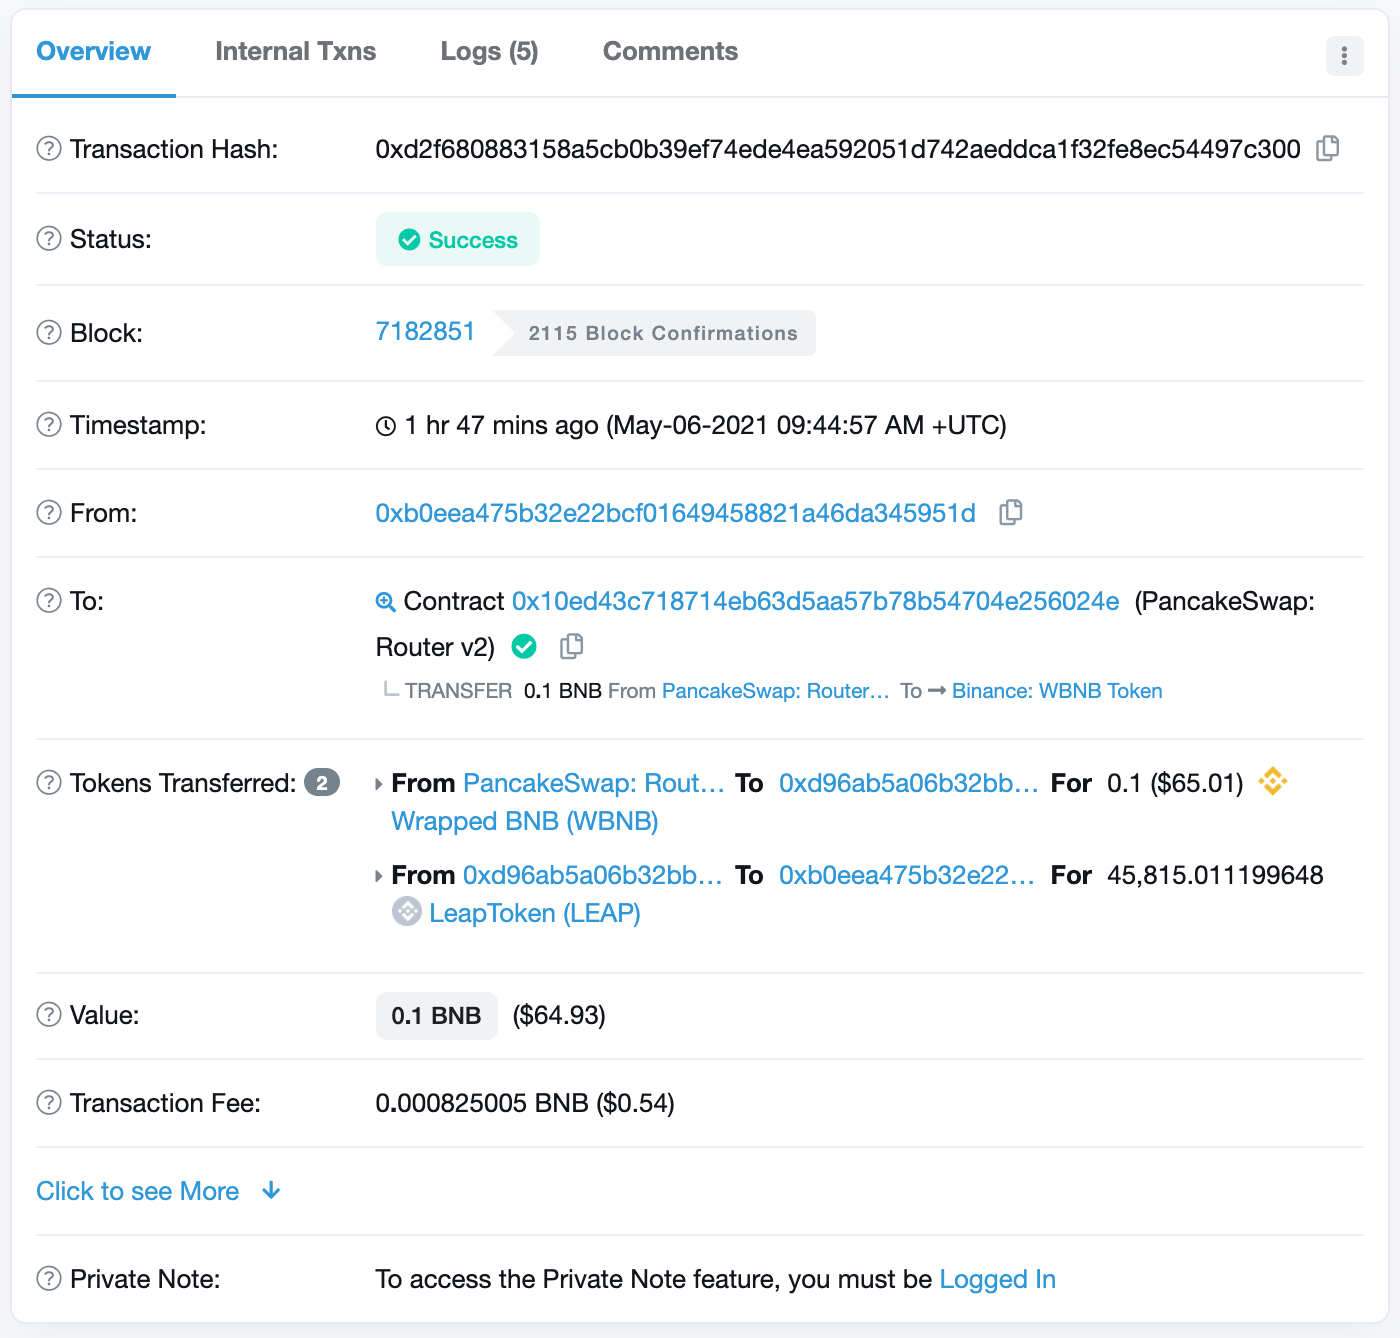 Overview Internal Txns Logs (5) Comments
Transaction Hash: 0xd2f680883158a5cb0b39ef74ede4ea592051d742aeddca1f32fe8ec54497c300
Status: Success
Block: 7182851 2115 Block Confirmations
Timestamp: 1 hr 47 mins ago (May-06-2021 09:44:57 AM +UTC)
From: 0xb0eea475b32e22bcf01649458821a46da345951d
To: Contract 0x10ed43c718714eb63d5aa57b78b54704e256024e (PancakeSwap:
Router v2)
TRANSFER 0.1 BNB From PancakeSwap: Router... To → Binance: WBNB Token
Tokens Transferred: 2 From PancakeSwap: Rout... To 0xd96ab5a06b32bb... For 0.1 ($65.01)
Wrapped BNB (WBNB)
From 0xd96ab5a06b32bb... To 0xb0eea475b32e22... For 45,815.011199648
LeapToken (LEAP)
Value: 0.1 BNB ($64.93)
Transaction Fee: 0.000825005 BNB ($0.54)
Click to see More ↓
Private Note: To access the Private Note feature, you must be Logged In